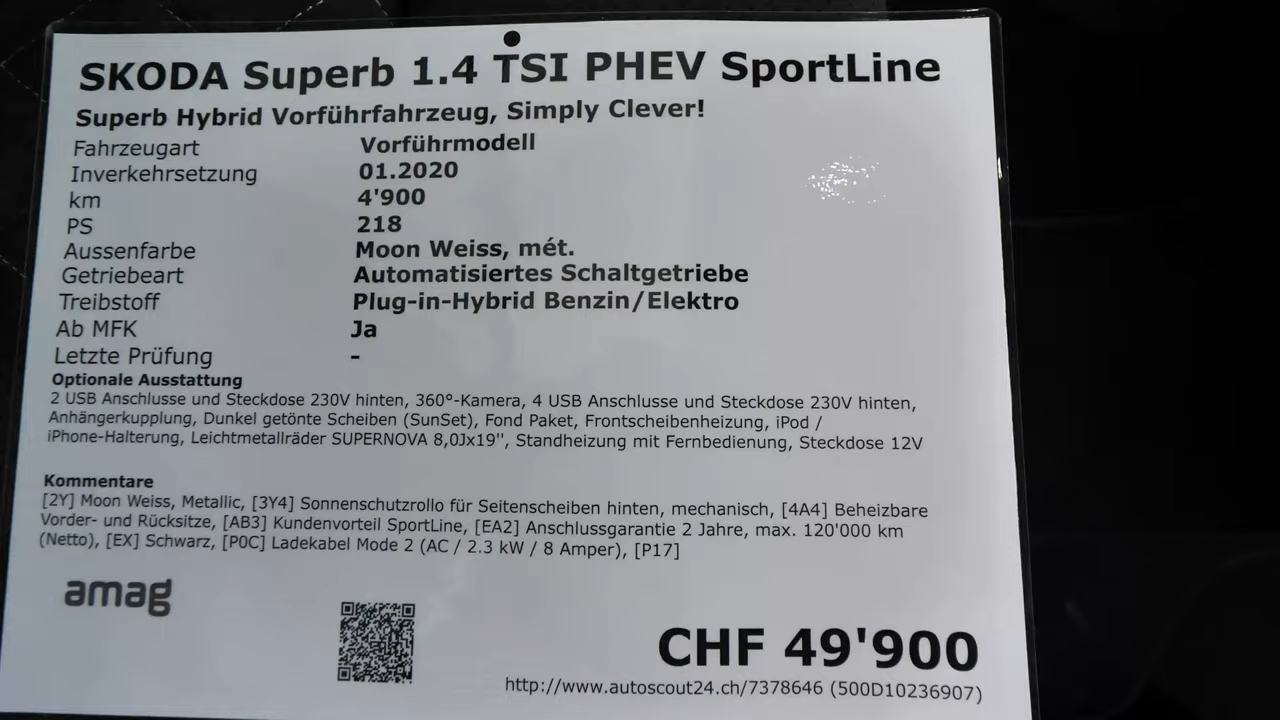 SKODA Superb 1.4 TSI PHEV SportLine
Superb Hybrid Vorführfahrzeug, Simply Clever!
Fahrzeugart Vorführmodell
Inverkehrsetzung 01.2020
km 4'900
PS 218
Aussenfarbe Moon Weiss, mét.
Getriebeart Automatisiertes Schaltgetriebe
Treibstoff Plug-in-Hybrid Benzin/Elektro
Ab MFK Ja
Letzte Prüfung -
Optionale Ausstattung
2 USB Anschlusse und Steckdose 230V hinten, 360°-Kamera, 4 USB Anschlusse und Steckdose 230V hinten,
Anhängerkupplung, Dunkel getönte Scheiben (SunSet), Fond Paket, Frontscheibenheizung, iPod /
iPhone-Halterung, Leichtmetallräder SUPERNOVA 8,0Jx19", Standheizung mit Fernbedienung, Steckdose 12V
Kommentare
[2Y] Moon Weiss, Metallic, [3Y4] Sonnenschutzrollo für Seitenscheiben hinten, mechanisch, [4A4] Beheizbare
Vorder- und Rücksitze, [AB3] Kundenvorteil SportLine, [EA2] Anschlussgarantie 2 Jahre, max. 120'000 km
(Netto), [EX] Schwarz, [P0C] Ladekabel Mode 2 (AC / 2.3 kW / 8 Amper), [P17]
amag
CHF 49'900
http://www.autoscout24.ch/7378646 (500D10236907)